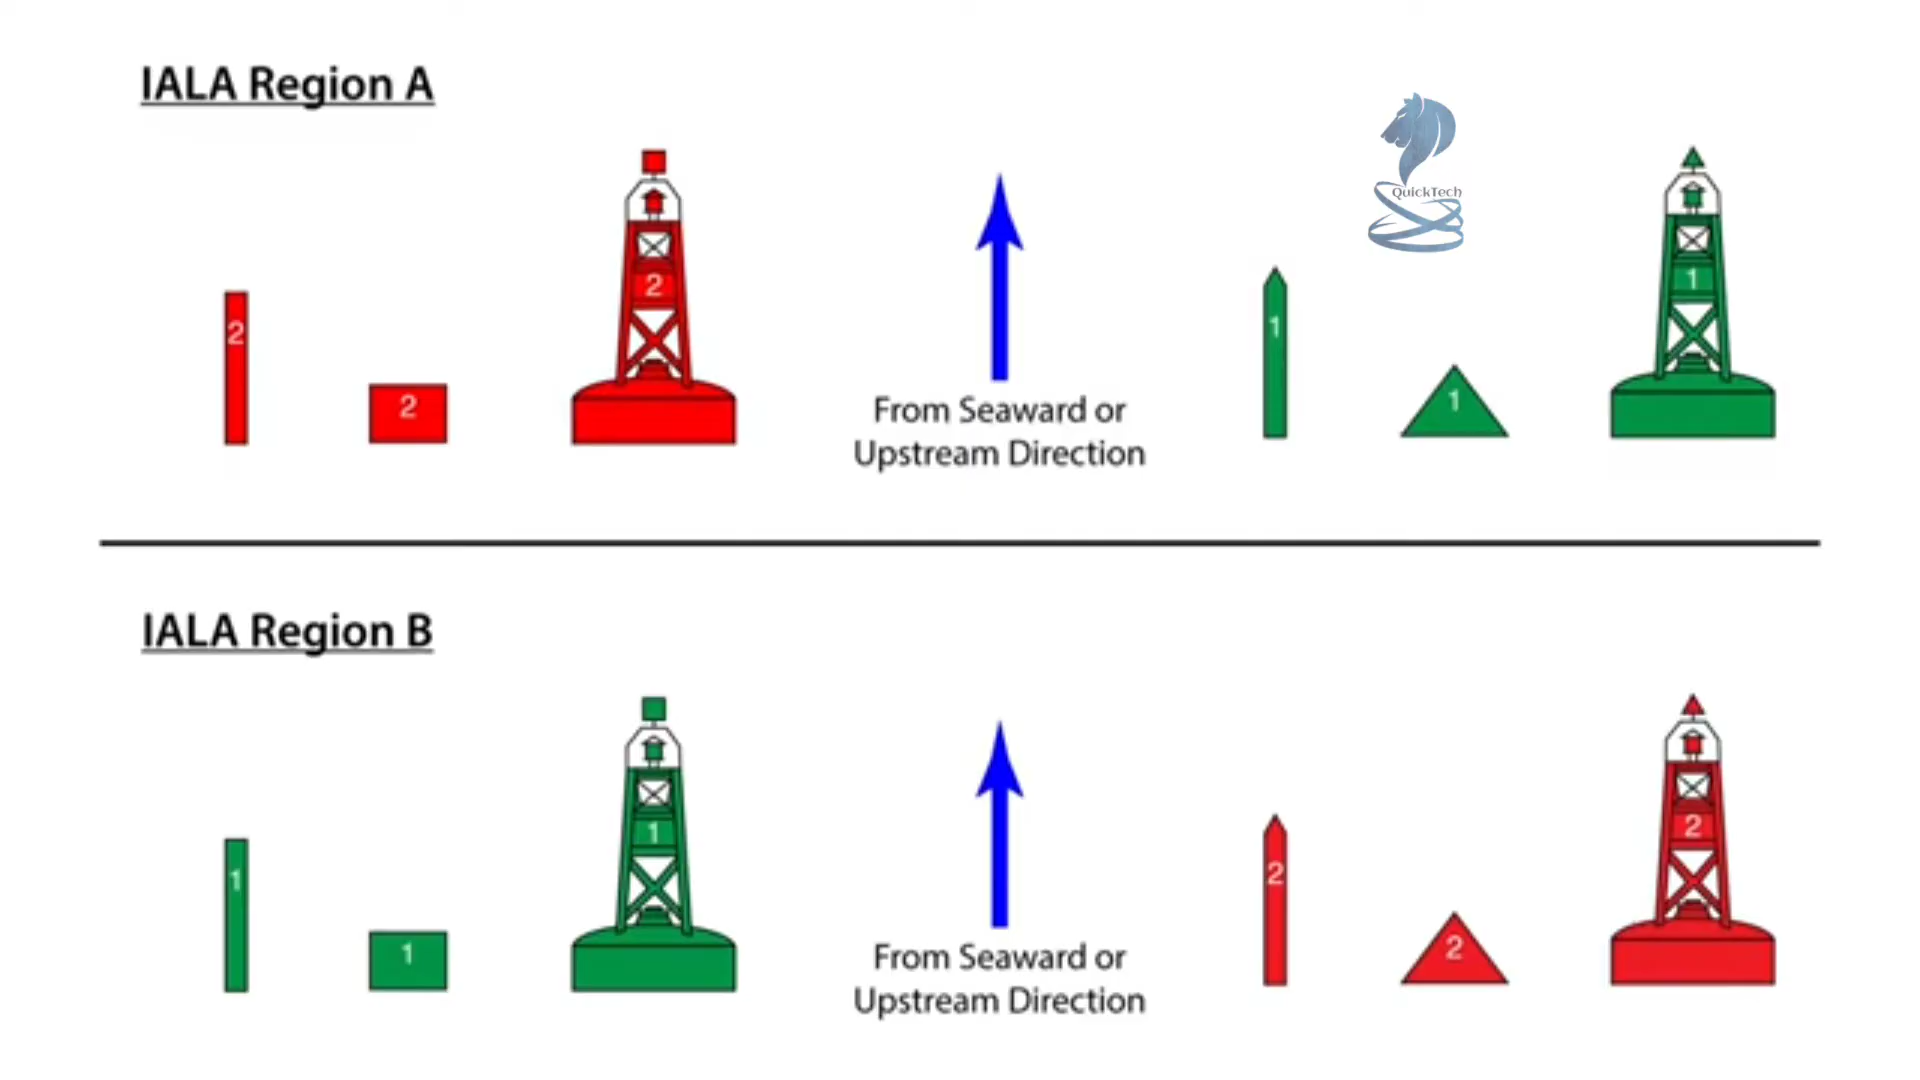 IALA Region A
QuickTech
2
2
2
1
1
1
From Seaward or
Upstream Direction
IALA Region B
1
1
1
2
2
2
From Seaward or
Upstream Direction